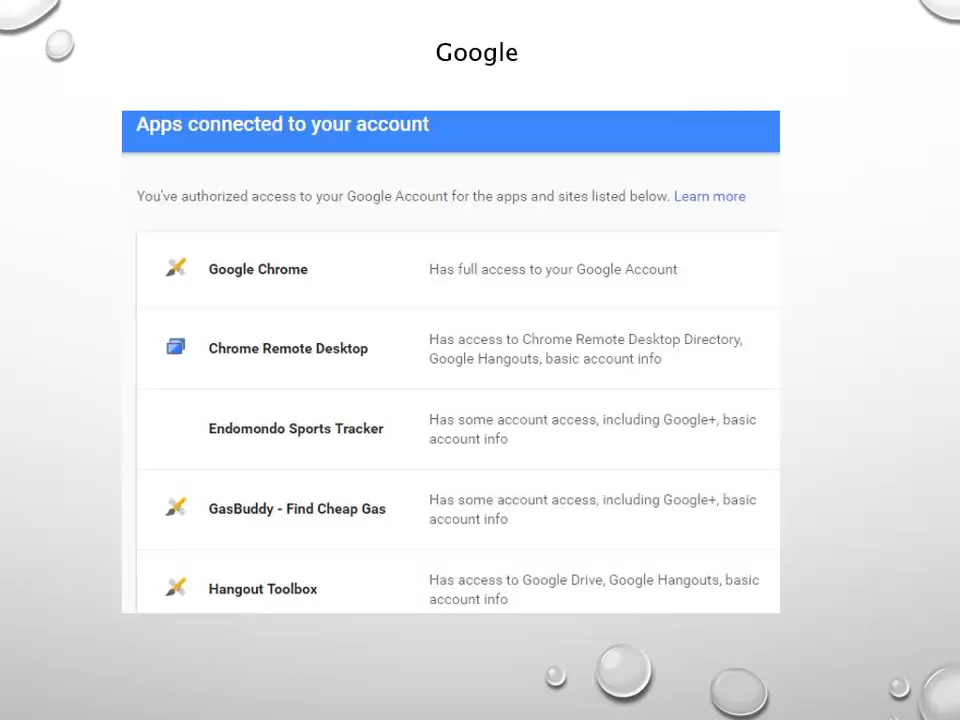 Google
Apps connected to your account
You've authorized access to your Google Account for the apps and sites listed below. Learn more
Google Chrome
Has full access to your Google Account
Chrome Remote Desktop
Has access to Chrome Remote Desktop Directory,
Google Hangouts, basic account info
Endomondo Sports Tracker
Has some account access, including Google+, basic
account info
GasBuddy - Find Cheap Gas
Has some account access, including Google+, basic
account info
Hangout Toolbox
Has access to Google Drive, Google Hangouts, basic
account info